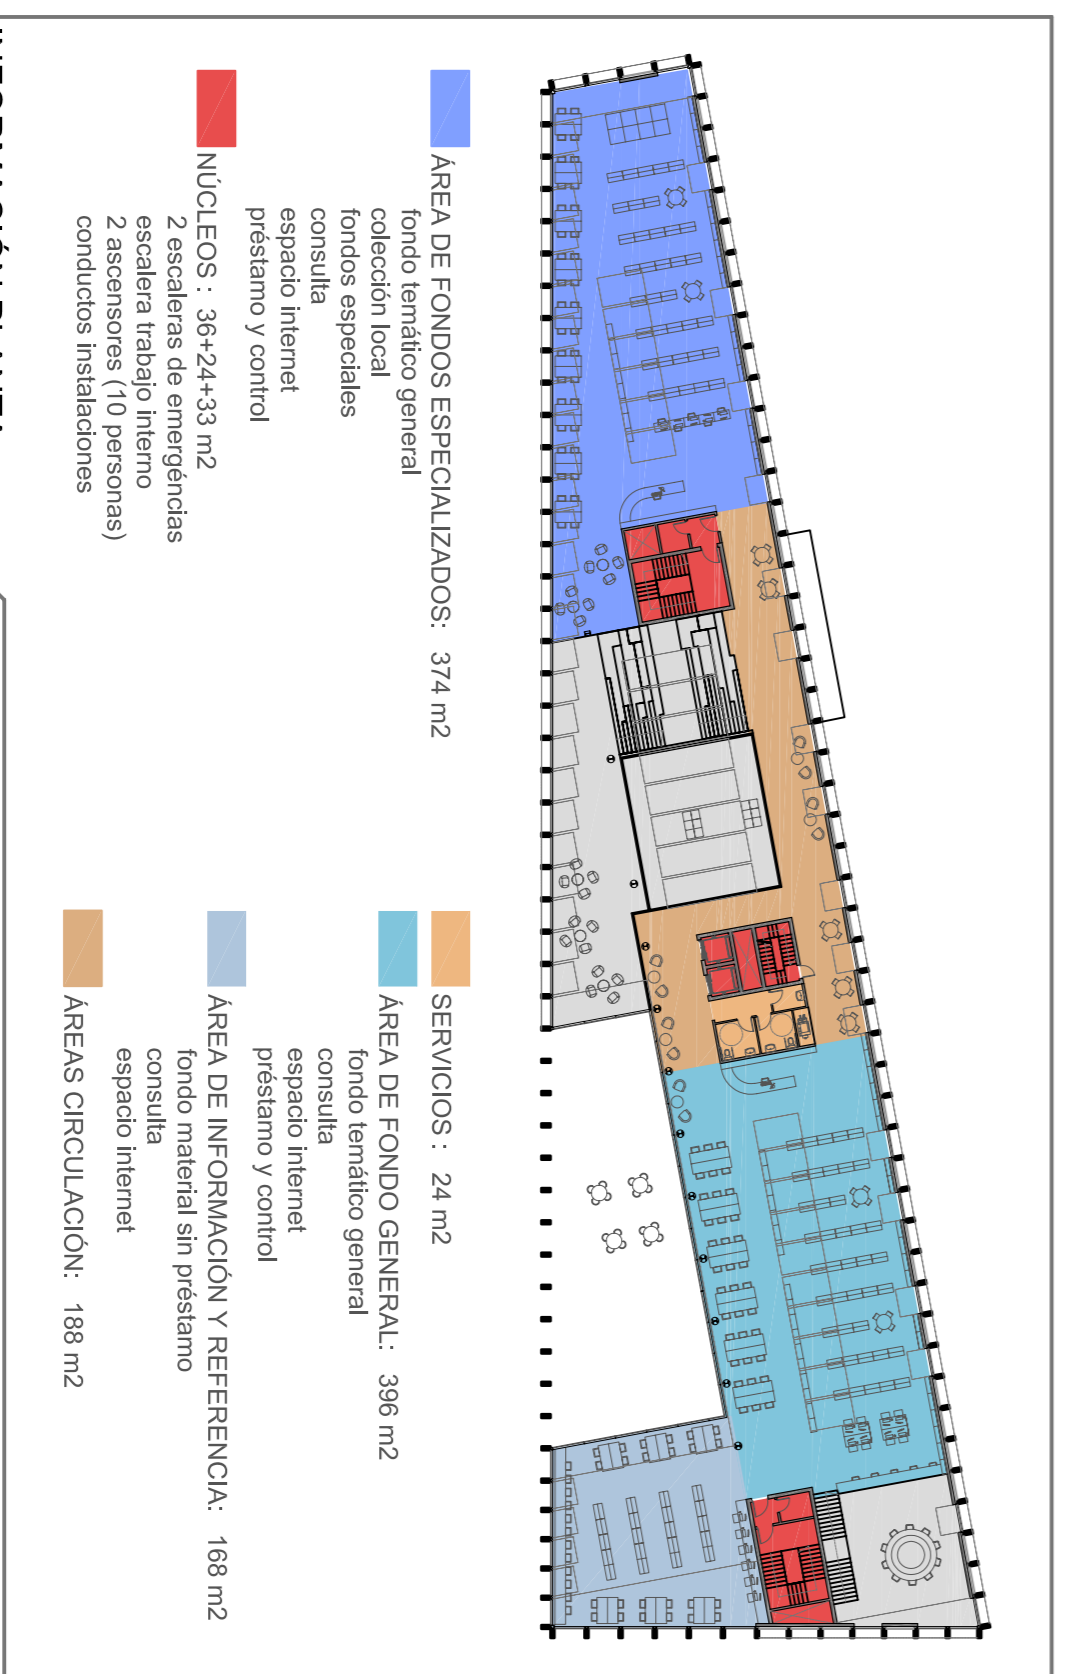 ÁREA DE FONDOS ESPECIALIZADOS: 374 m2
fondo temático general
colección local
fondos especiales
consulta
espacio internet
préstamo y control
NÚCLEOS : 36+24+33 m2
2 escaleras de emergéncias
escalera trabajo interno
2 ascensores (10 personas)
conductos instalaciones
SERVICIOS : 24 m2
ÁREA DE FONDO GENERAL: 396 m2
fondo temático general
consulta
espacio internet
préstamo y control
ÁREA DE INFORMACIÓN Y REFERENCIA: 168 m2
fondo material sin préstamo
consulta
espacio internet
ÁREAS CIRCULACIÓN: 188 m2